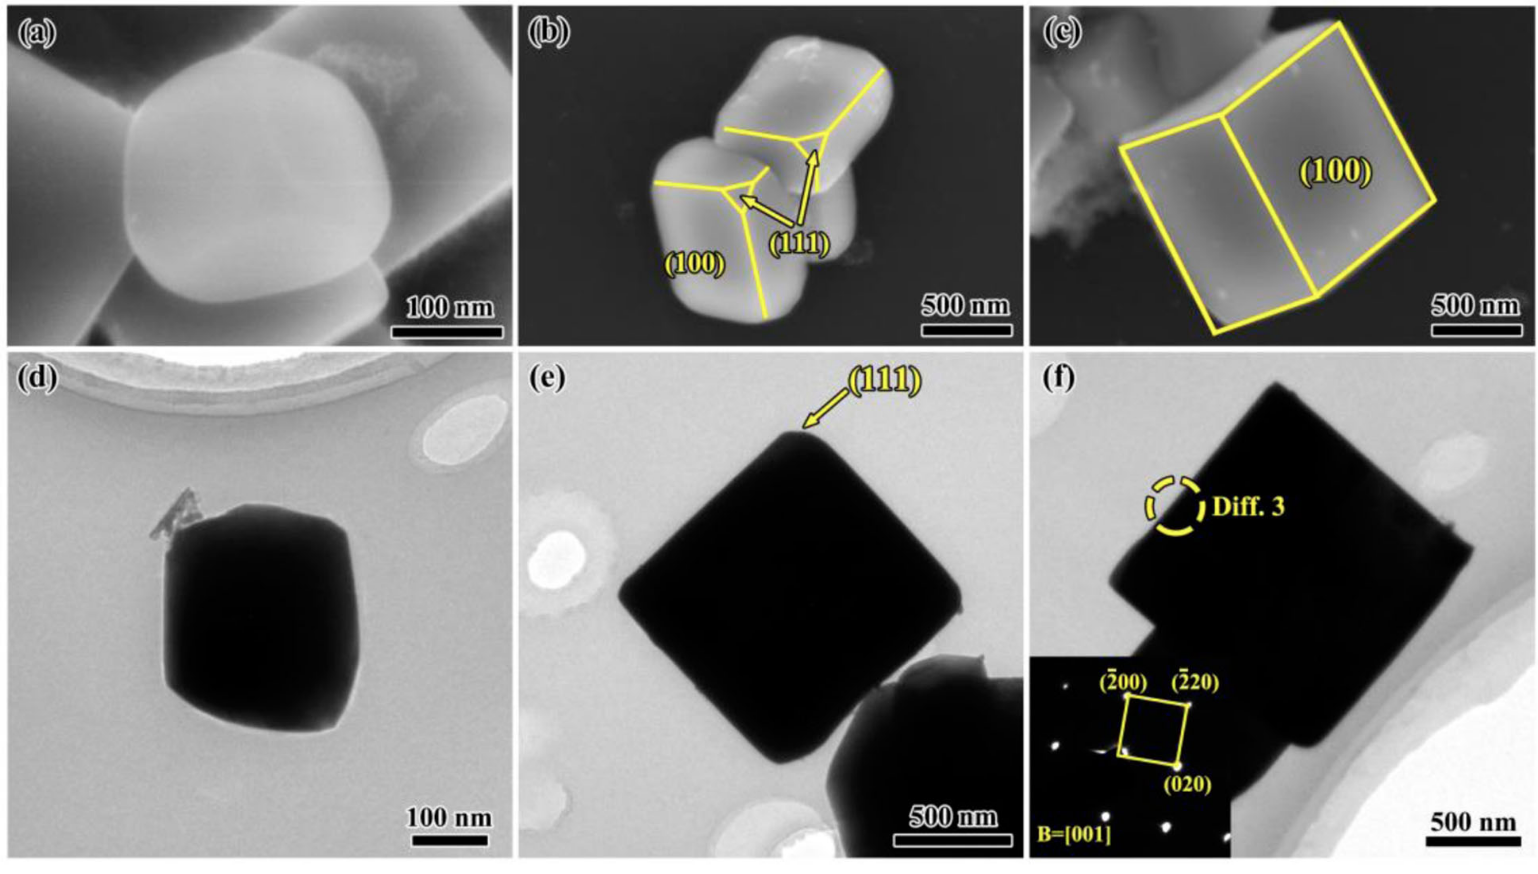 (a)
100 nm
(b)
(111)
(100)
500 nm
(c)
(100)
500 nm
(d)
100 nm
(e)
(111)
500 nm
(f)
Diff. 3
(2̅00)
(2̅20)
(020)
B=[001]
500 nm